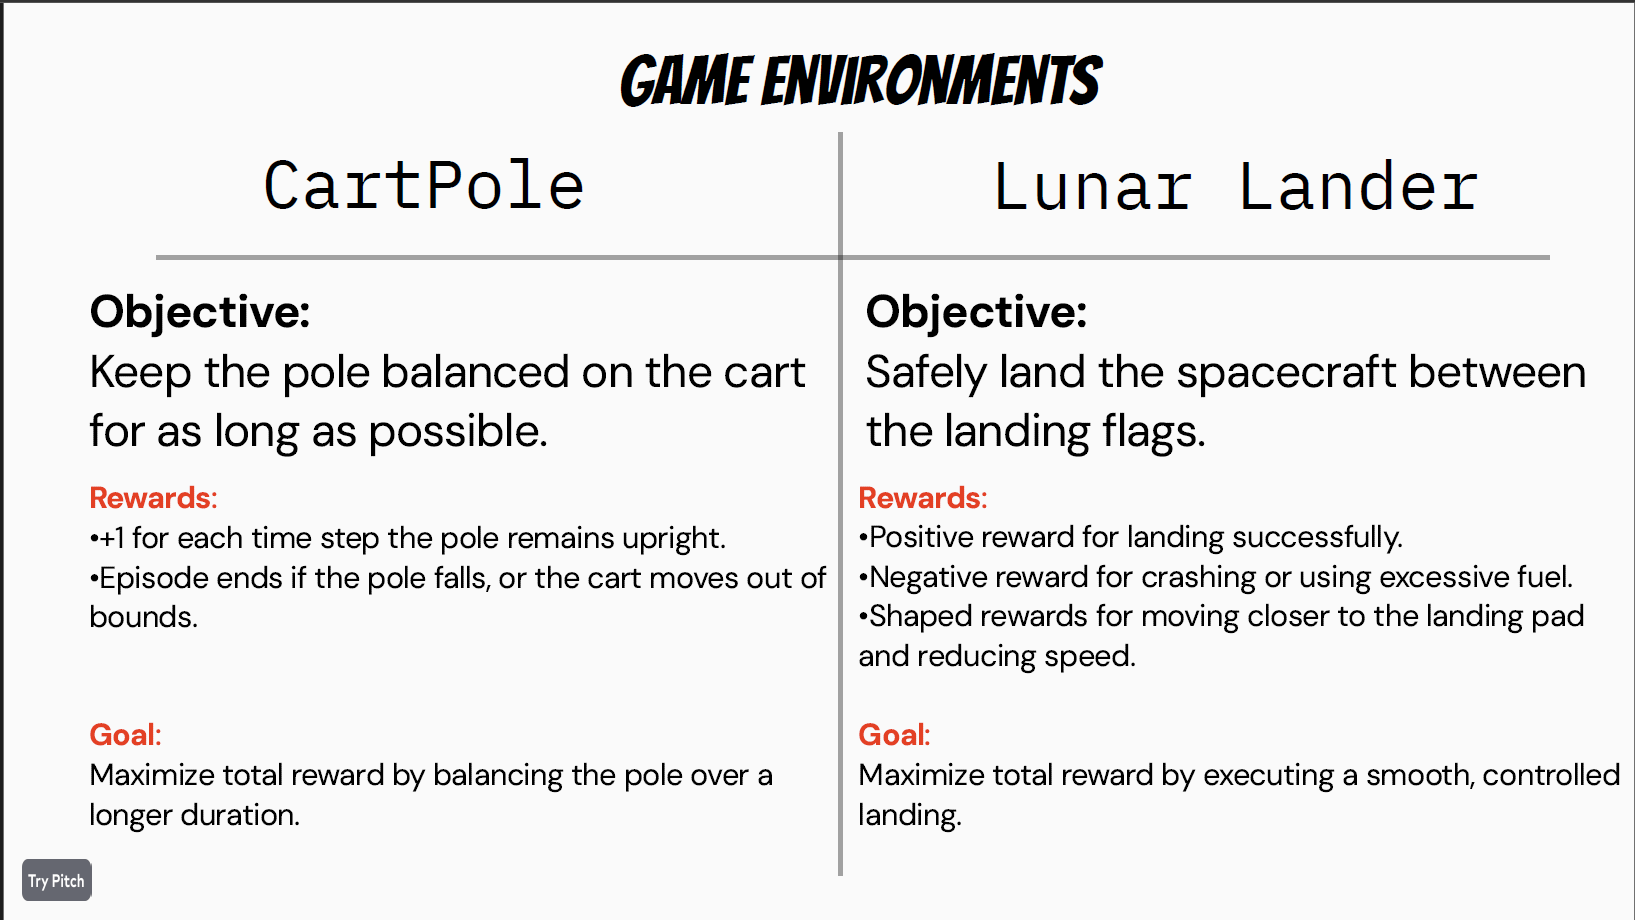 GAME ENVIRONMENTS
CartPole
Objective:
Keep the pole balanced on the cart
for as long as possible.
Rewards:
•+1 for each time step the pole remains upright.
•Episode ends if the pole falls, or the cart moves out of
bounds.
Goal:
Maximize total reward by balancing the pole over a
longer duration.
Lunar Lander
Objective:
Safely land the spacecraft between
the landing flags.
Rewards:
•Positive reward for landing successfully.
•Negative reward for crashing or using excessive fuel.
•Shaped rewards for moving closer to the landing pad
and reducing speed.
Goal:
Maximize total reward by executing a smooth, controlled
landing.
Try Pitch